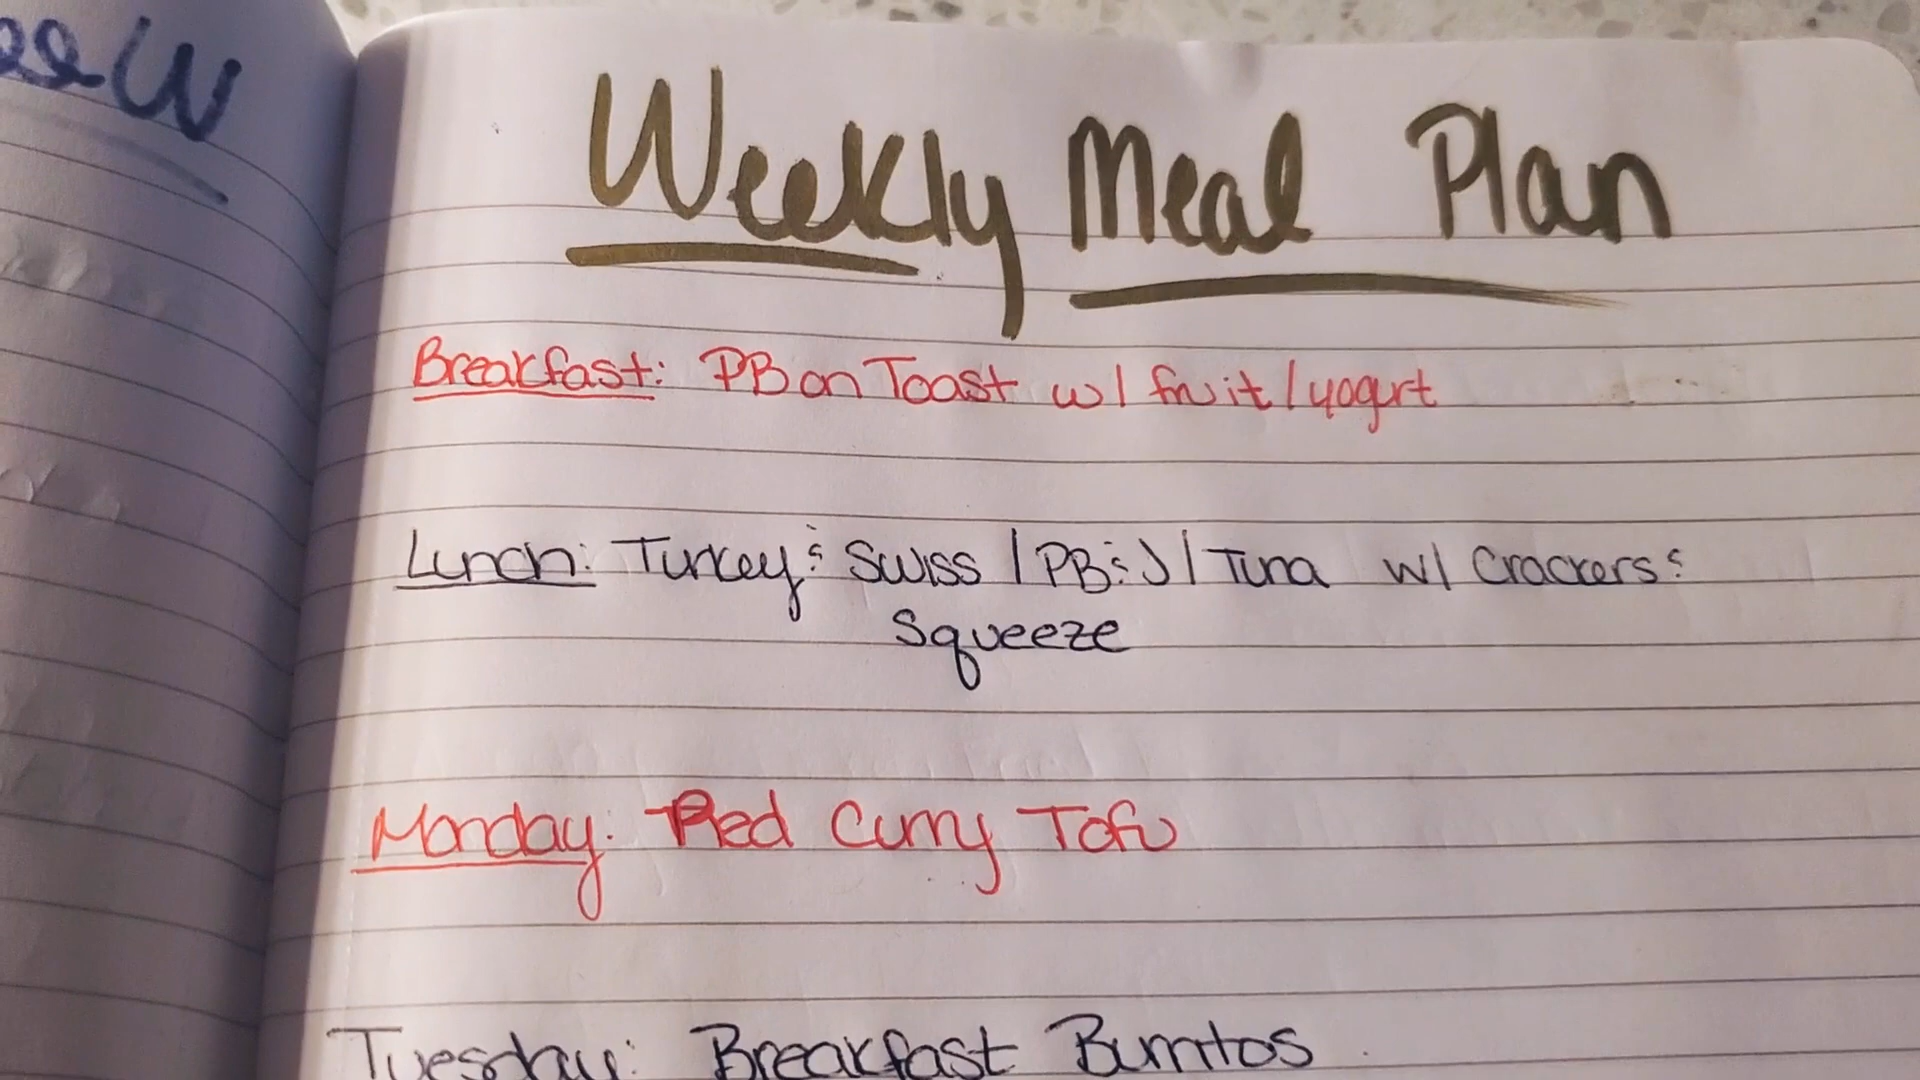 Weekly Meal Plan
Breakfast: PB on Toast w/ fruit/yogurt
Lunch: Turkey & Swiss / PB&J / Tuna w/ Crackers &
Squeeze
Monday: Red Curry Tofu
Tuesday: Breakfast Burritos